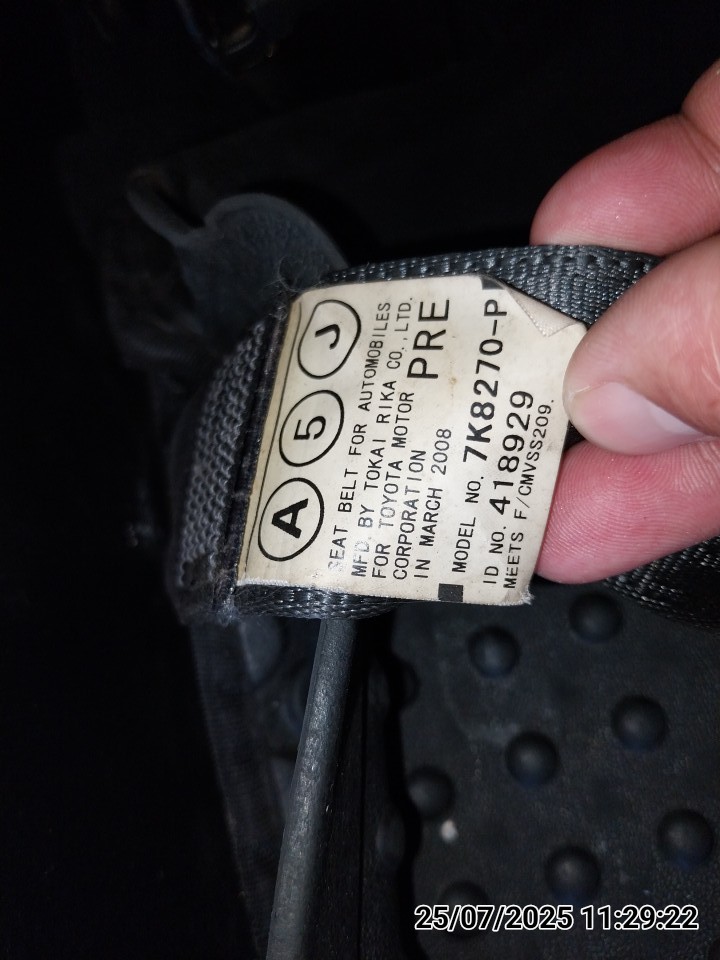 A 5 J
SEAT BELT FOR AUTOMOBILES
MFD. BY TOKAI RIKA CO.,LTD.
FOR TOYOTA MOTOR
CORPORATION
IN MARCH 2008
PRE
MODEL NO. 7K8270-P
ID NO. 418929
MEETS F/CMVSS209.
25/07/2025 11:29:22